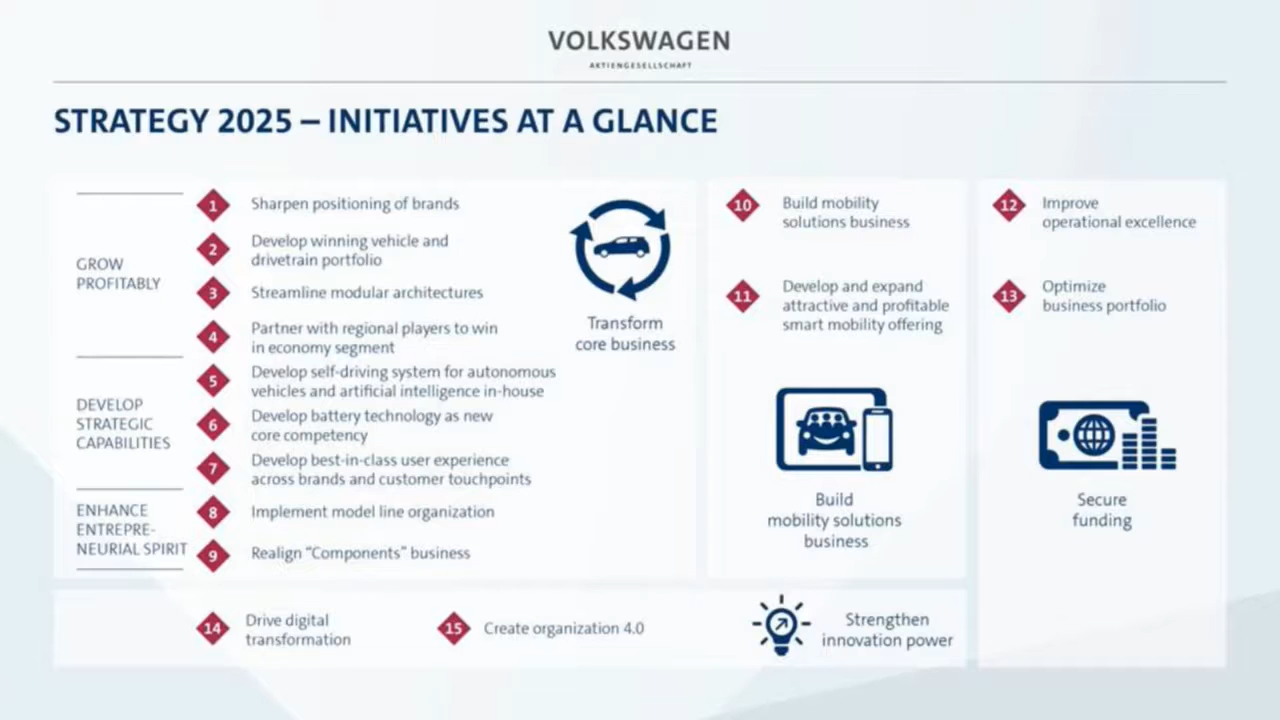 VOLKSWAGEN
AKTIENGESELLSCHAFT
STRATEGY 2025 – INITIATIVES AT A GLANCE
GROW
PROFITABLY
1 Sharpen positioning of brands
2 Develop winning vehicle and
drivetrain portfolio
3 Streamline modular architectures
4 Partner with regional players to win
in economy segment
DEVELOP
STRATEGIC
CAPABILITIES
5 Develop self-driving system for autonomous
vehicles and artificial intelligence in-house
6 Develop battery technology as new
core competency
7 Develop best-in-class user experience
across brands and customer touchpoints
ENHANCE
ENTREPRE-
NEURIAL SPIRIT
8 Implement model line organization
9 Realign “Components” business
Transform
core business
10 Build mobility
solutions business
11 Develop and expand
attractive and profitable
smart mobility offering
Build
mobility solutions
business
12 Improve
operational excellence
13 Optimize
business portfolio
Secure
funding
14 Drive digital
transformation
15 Create organization 4.0
Strengthen
innovation power